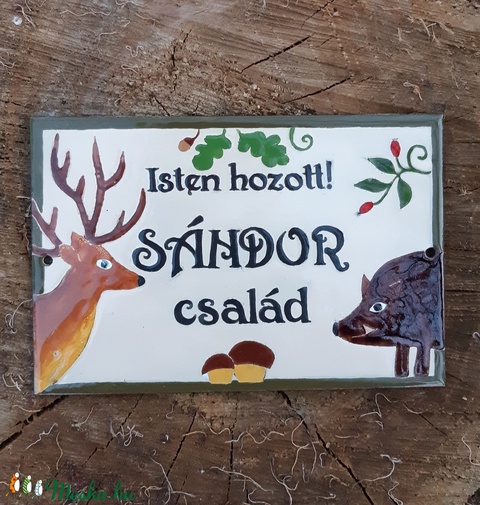 Isten hozott!
SÁNDOR
család
Meska.hu